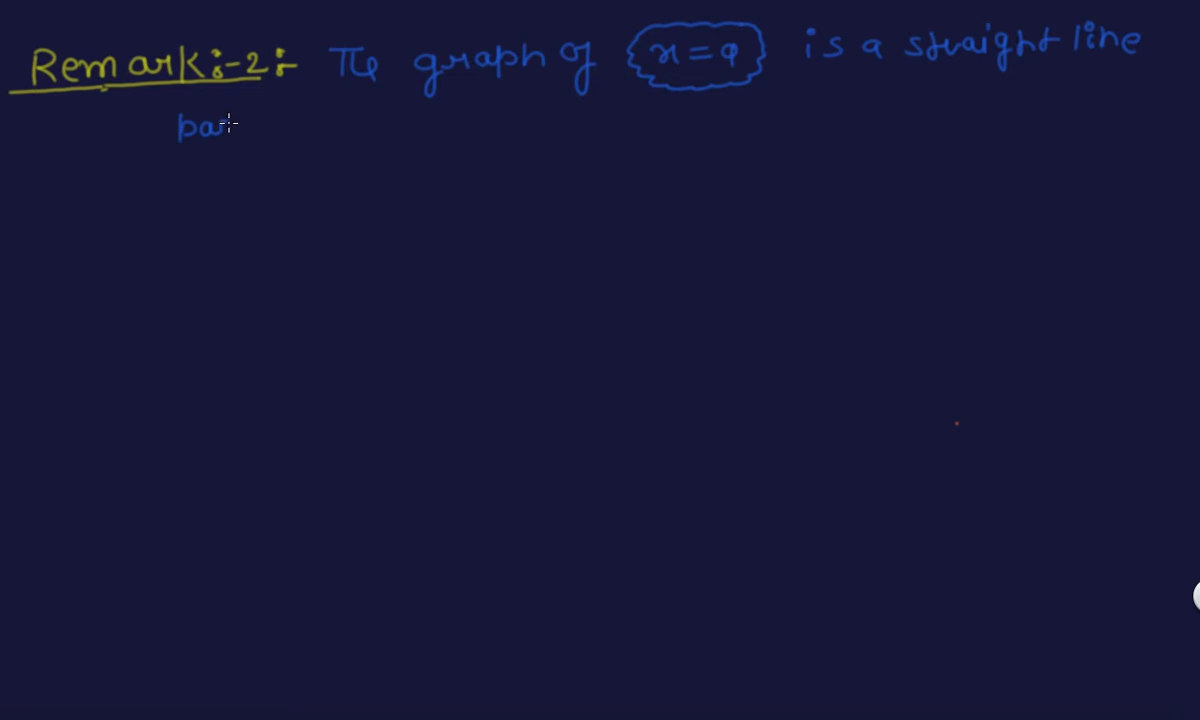 Remark:-2:- The graph of x=a is a straight line
par